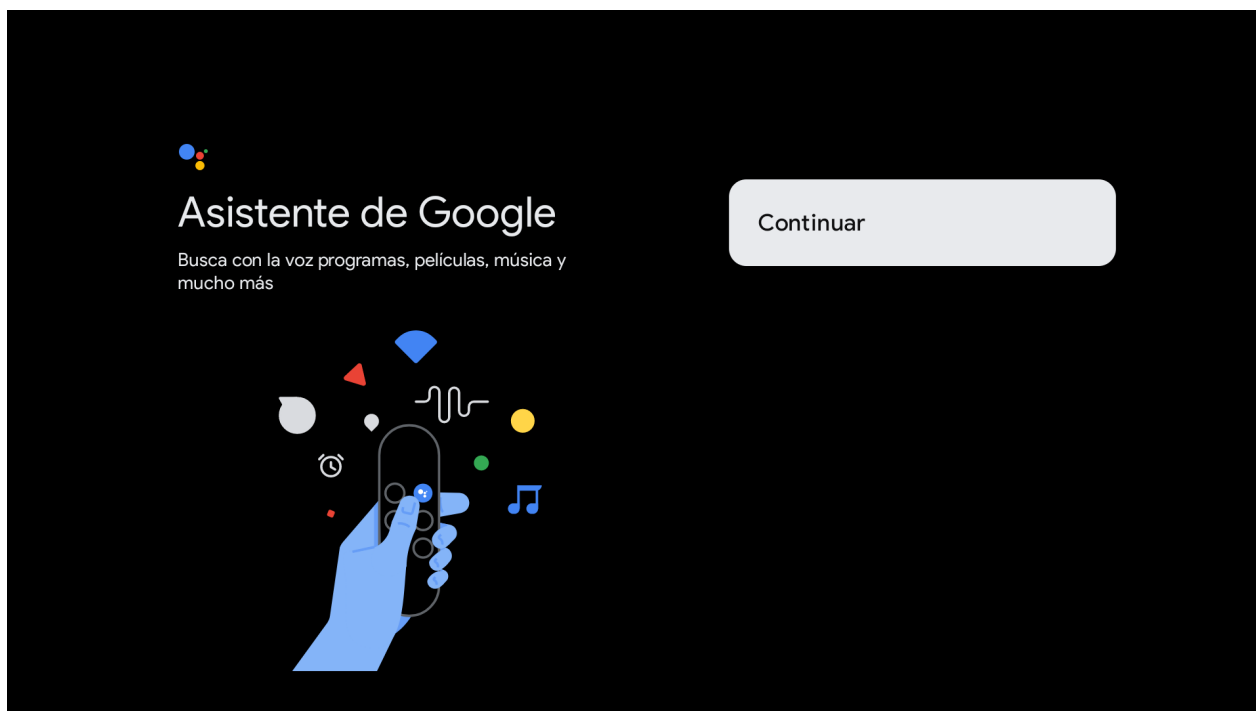 Asistente de Google
Busca con la voz programas, películas, música y
mucho más
Continuar